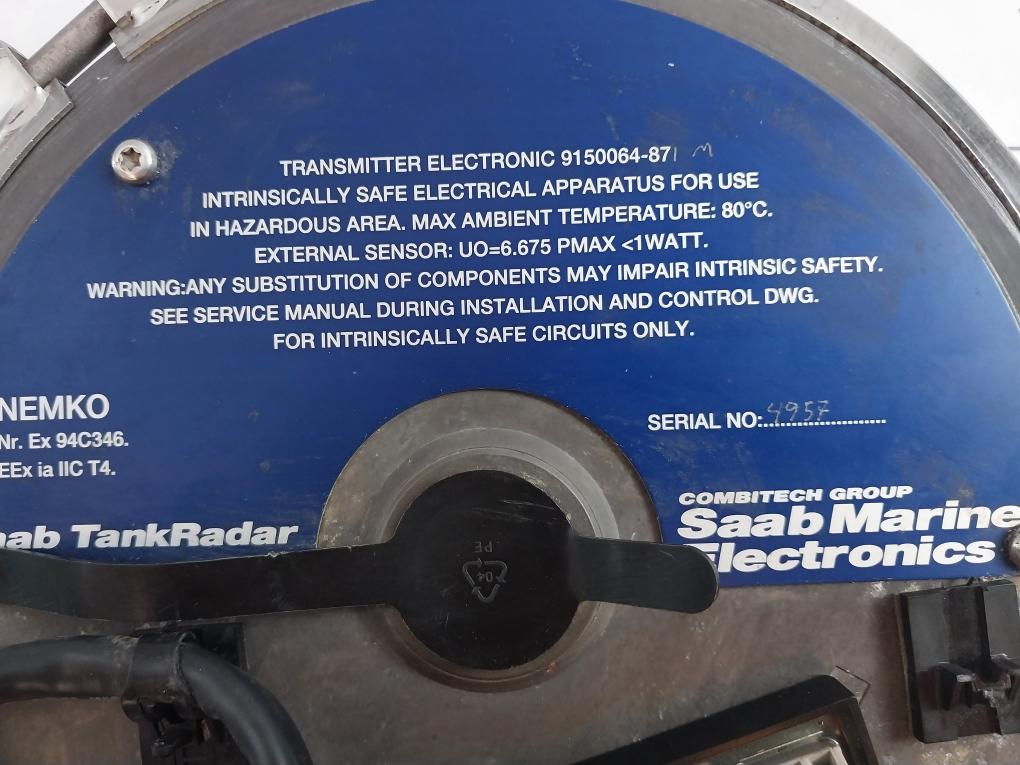 TRANSMITTER ELECTRONIC 9150064-871 M
INTRINSICALLY SAFE ELECTRICAL APPARATUS FOR USE
IN HAZARDOUS AREA. MAX AMBIENT TEMPERATURE: 80°C.
EXTERNAL SENSOR: UO=6.675 PMAX <1WATT.
WARNING:ANY SUBSTITUTION OF COMPONENTS MAY IMPAIR INTRINSIC SAFETY.
SEE SERVICE MANUAL DURING INSTALLATION AND CONTROL DWG.
FOR INTRINSICALLY SAFE CIRCUITS ONLY.
NEMKO
Nr. Ex 94C346.
EEx ia IIC T4.
SERIAL NO:4957
COMBITECH GROUP
Saab Marine
Electronics
aab TankRadar
04
PE